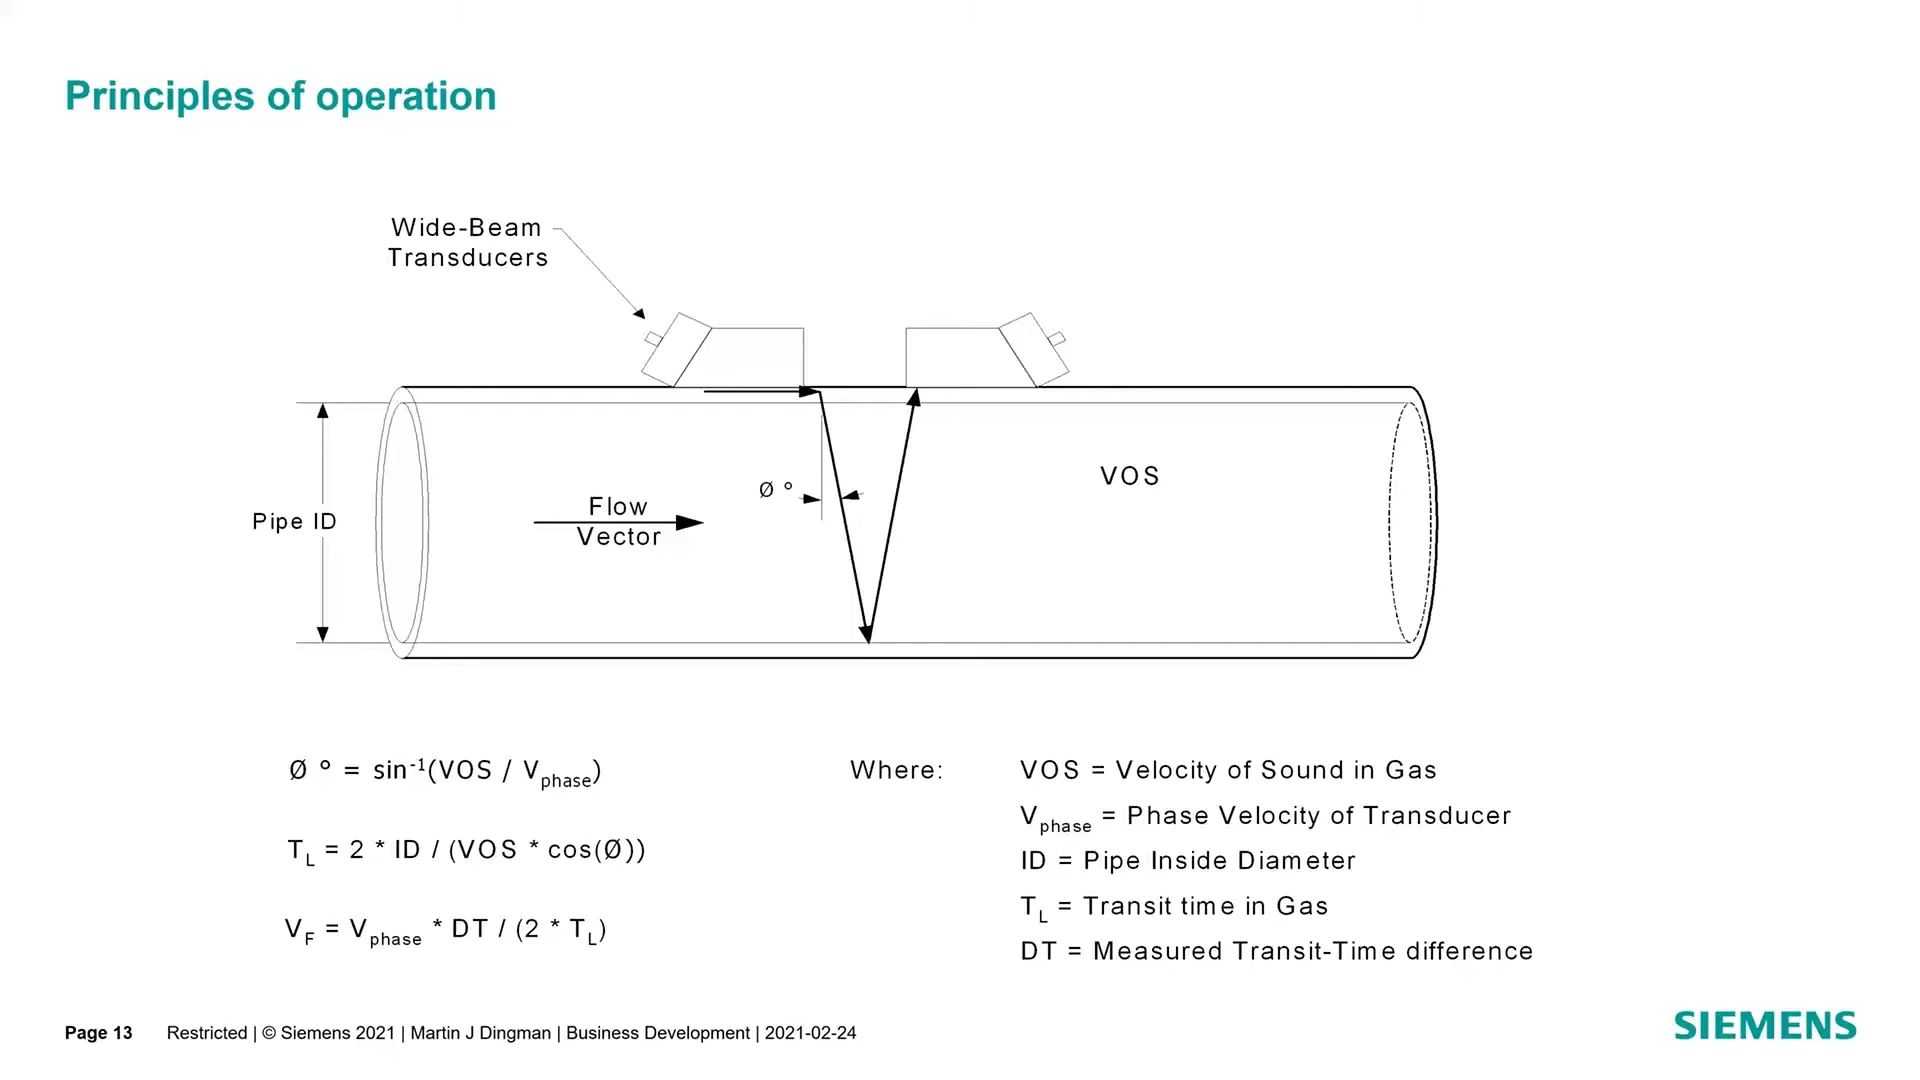 Principles of operation
Wide-Beam
Transducers
VOS
Ø °
Flow
Vector
Pipe ID
Ø ° = sin⁻¹(VOS / Vphase)
TL = 2 * ID / (VOS * cos(Ø))
VF = Vphase * DT / (2 * TL)
Where:
VOS = Velocity of Sound in Gas
Vphase = Phase Velocity of Transducer
ID = Pipe Inside Diameter
TL = Transit time in Gas
DT = Measured Transit-Time difference
Page 13 Restricted | © Siemens 2021 | Martin J Dingman | Business Development | 2021-02-24
SIEMENS